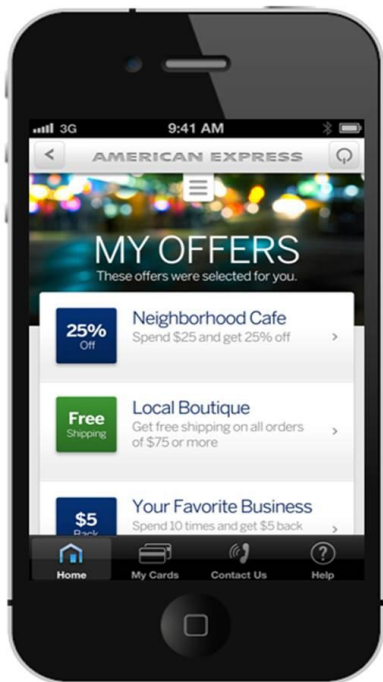 3G 9:41 AM
AMERICAN EXPRESS
MY OFFERS
These offers were selected for you.
25%
Off
Neighborhood Cafe
Spend $25 and get 25% off
Free
Shipping
Local Boutique
Get free shipping on all orders
of $75 or more
$5
Back
Your Favorite Business
Spend 10 times and get $5 back
Home My Cards Contact Us Help